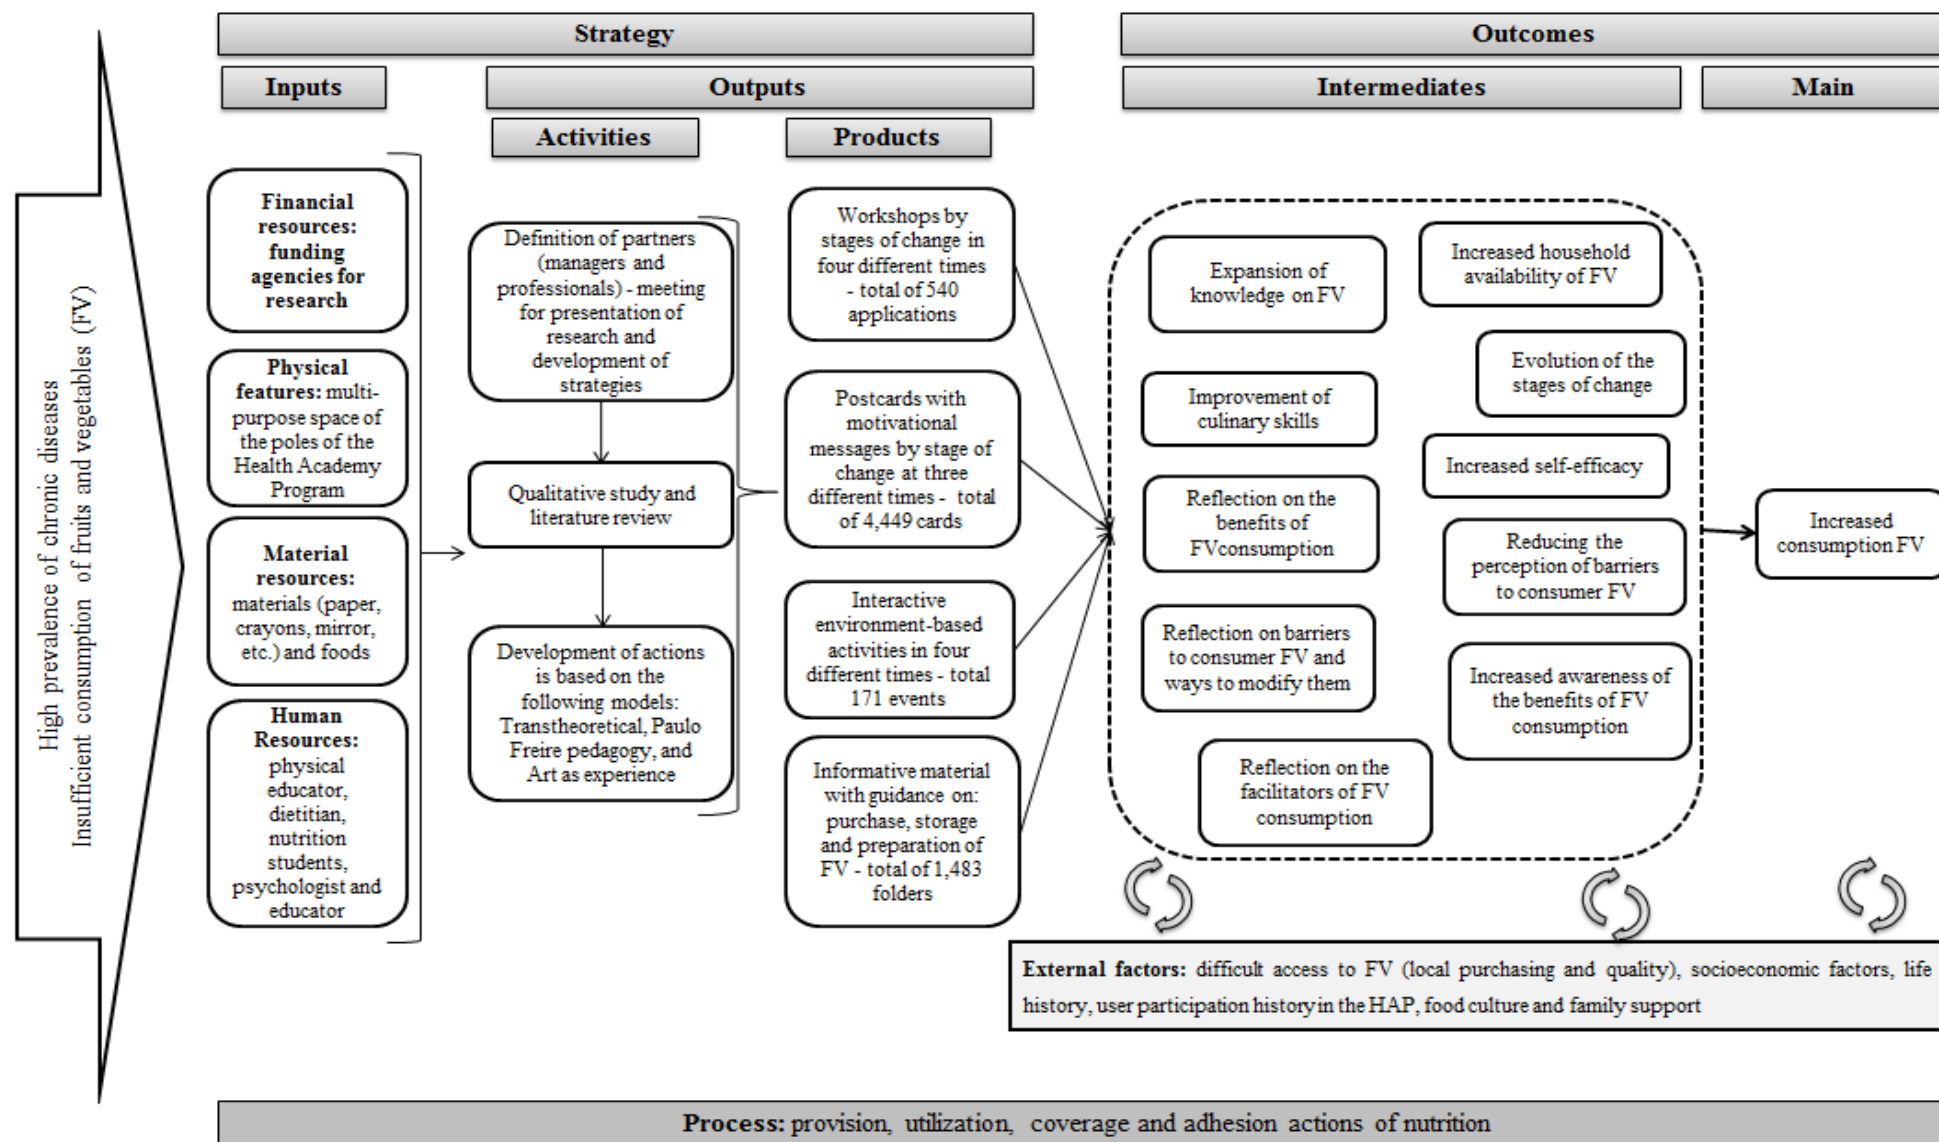 High prevalence of chronic diseases
Insufficient consumption of fruits and vegetables (FV)
Strategy
Outcomes
Inputs
Outputs
Intermediates
Main
Activities
Products
Financial
resources:
funding
agencies for
research
Physical
features: multi-
purpose space of
the poles of the
Health Academy
Program
Material
resources:
materials (paper,
crayons, mirror,
etc.) and foods
Human
Resources:
physical
educator,
dietitian,
nutrition
students,
psychologist and
educator
Definition of partners
(managers and
professionals) - meeting
for presentation of
research and
development of
strategies
Qualitative study and
literature review
Development of actions
is based on the
following models:
Transtheoretical, Paulo
Freire pedagogy, and
Art as experience
Workshops by
stages of change in
four different times
- total of 540
applications
Postcards with
motivational
messages by stage of
change at three
different times - total
of 4,449 cards
Interactive
environment-based
activities in four
different times - total
171 events
Informative material
with guidance on:
purchase, storage
and preparation of
FV - total of 1,483
folders
Expansion of
knowledge on FV
Improvement of
culinary skills
Reflection on the
benefits of
FVconsumption
Reflection on barriers
to consumer FV and
ways to modify them
Reflection on the
facilitators of FV
consumption
Increased household
availability of FV
Evolution of the
stages of change
Increased self-efficacy
Reducing the
perception of barriers
to consumer FV
Increased awareness of
the benefits of FV
consumption
Increased
consumption FV
External factors: difficult access to FV (local purchasing and quality), socioeconomic factors, life
history, user participation history in the HAP, food culture and family support
Process: provision, utilization, coverage and adhesion actions of nutrition